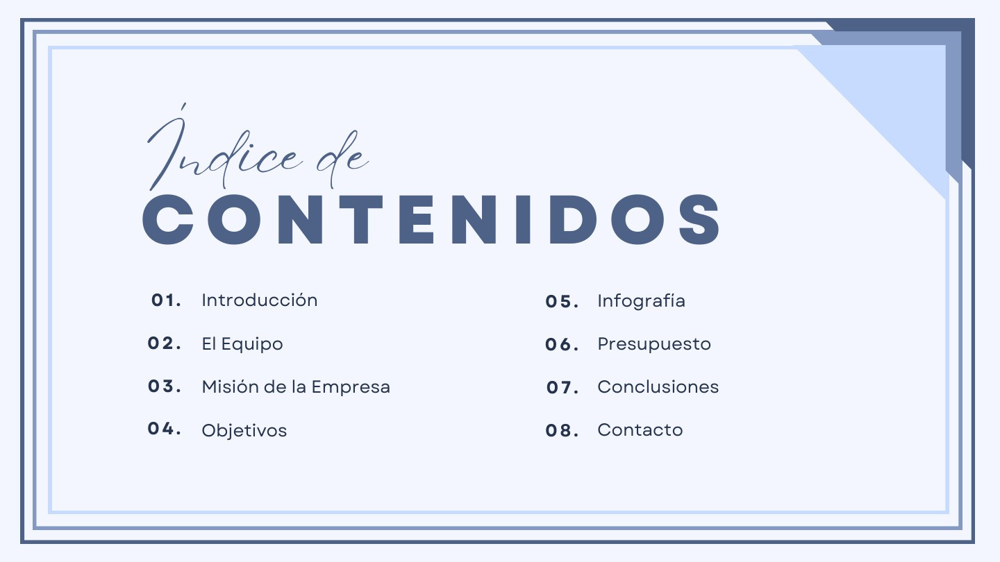 Índice de
CONTENIDOS
01. Introducción
02. El Equipo
03. Misión de la Empresa
04. Objetivos
05. Infografía
06. Presupuesto
07. Conclusiones
08. Contacto